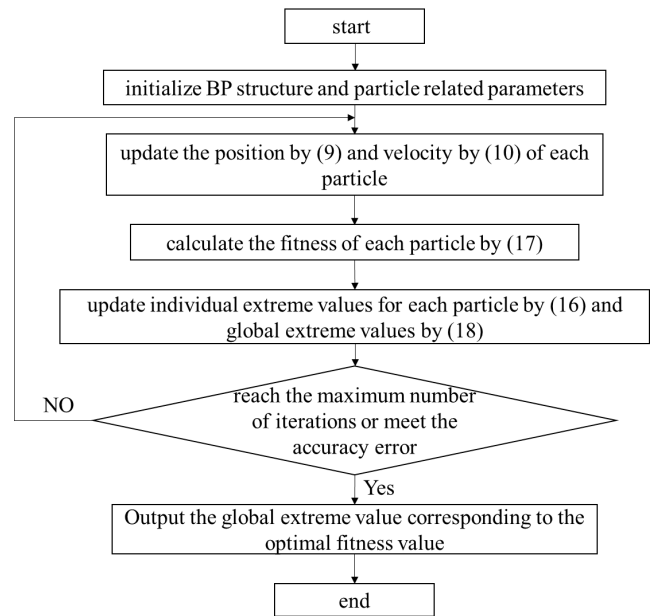 start
initialize BP structure and particle related parameters
update the position by (9) and velocity by (10) of each
particle
calculate the fitness of each particle by (17)
update individual extreme values for each particle by (16) and
global extreme values by (18)
reach the maximum number
of iterations or meet the
accuracy error
NO
Yes
Output the global extreme value corresponding to the
optimal fitness value
end